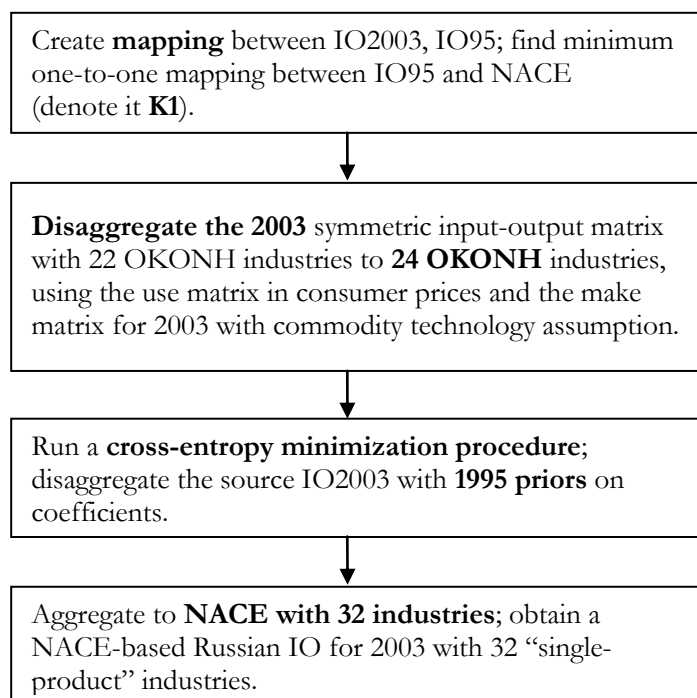 Create mapping between IO2003, IO95; find minimum
one-to-one mapping between IO95 and NACE
(denote it K1).
Disaggregate the 2003 symmetric input-output matrix
with 22 OKONH industries to 24 OKONH industries,
using the use matrix in consumer prices and the make
matrix for 2003 with commodity technology assumption.
Run a cross-entropy minimization procedure;
disaggregate the source IO2003 with 1995 priors on
coefficients.
Aggregate to NACE with 32 industries; obtain a
NACE-based Russian IO for 2003 with 32 “single-
product” industries.